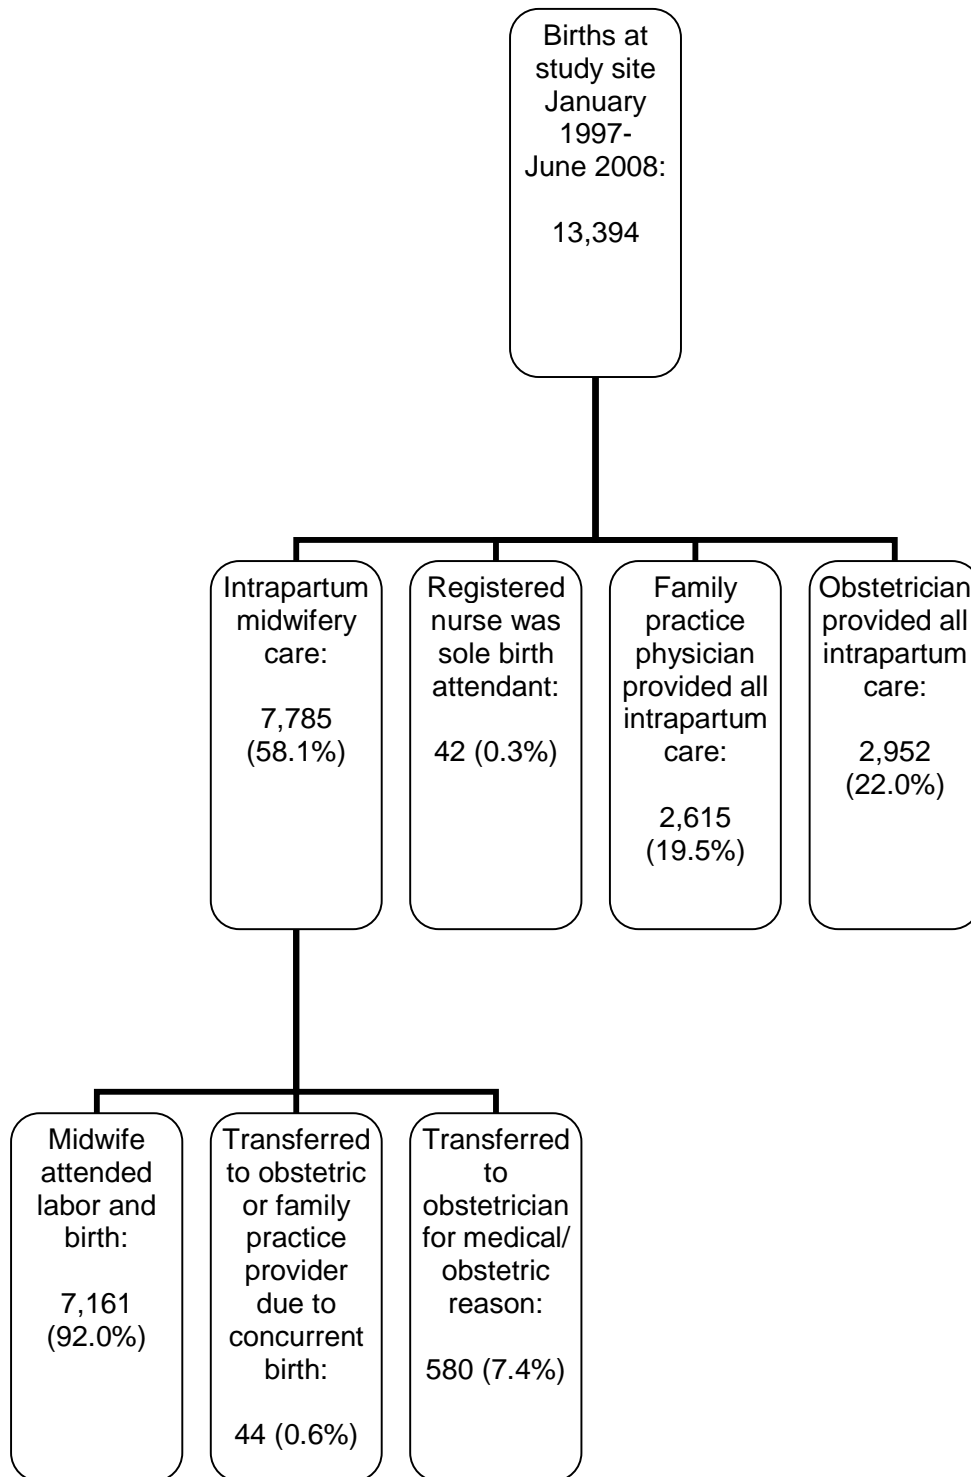 Births at
study site
January
1997-
June 2008:
13,394
Intrapartum
midwifery
care:
7,785
(58.1%)
Registered
nurse was
sole birth
attendant:
42 (0.3%)
Family
practice
physician
provided all
intrapartum
care:
2,615
(19.5%)
Obstetrician
provided all
intrapartum
care:
2,952
(22.0%)
Midwife
attended
labor and
birth:
7,161
(92.0%)
Transferred
to obstetric
or family
practice
provider
due to
concurrent
birth:
44 (0.6%)
Transferred
to
obstetrician
for medical/
obstetric
reason:
580 (7.4%)